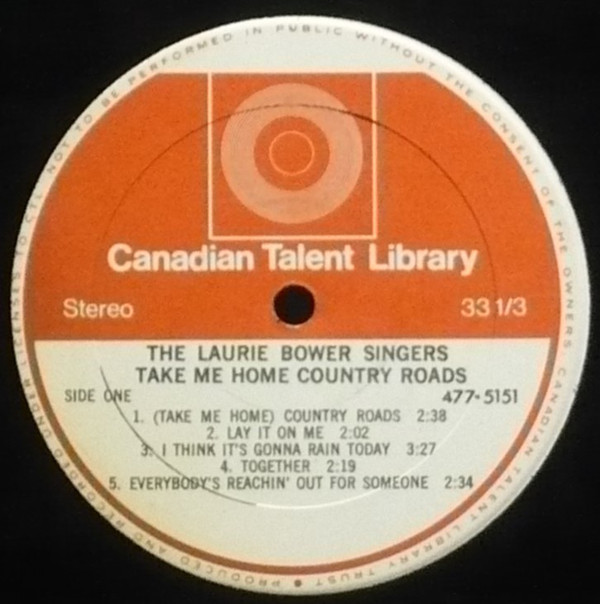 NOT TO BE PERFORMED IN PUBLIC WITHOUT THE CONSENT OF THE OWNERS. CANADIAN TALENT LIBRARY TRUST. • PRODUCED AND RECORDED UNDER LICENSES TO CTL
Canadian Talent Library
Stereo 33 1/3
THE LAURIE BOWER SINGERS
TAKE ME HOME COUNTRY ROADS
SIDE ONE 477-5151
1. (TAKE ME HOME) COUNTRY ROADS 2:38
2. LAY IT ON ME 2:02
3. I THINK IT'S GONNA RAIN TODAY 3:27
4. TOGETHER 2:19
5. EVERYBODY'S REACHIN' OUT FOR SOMEONE 2:34